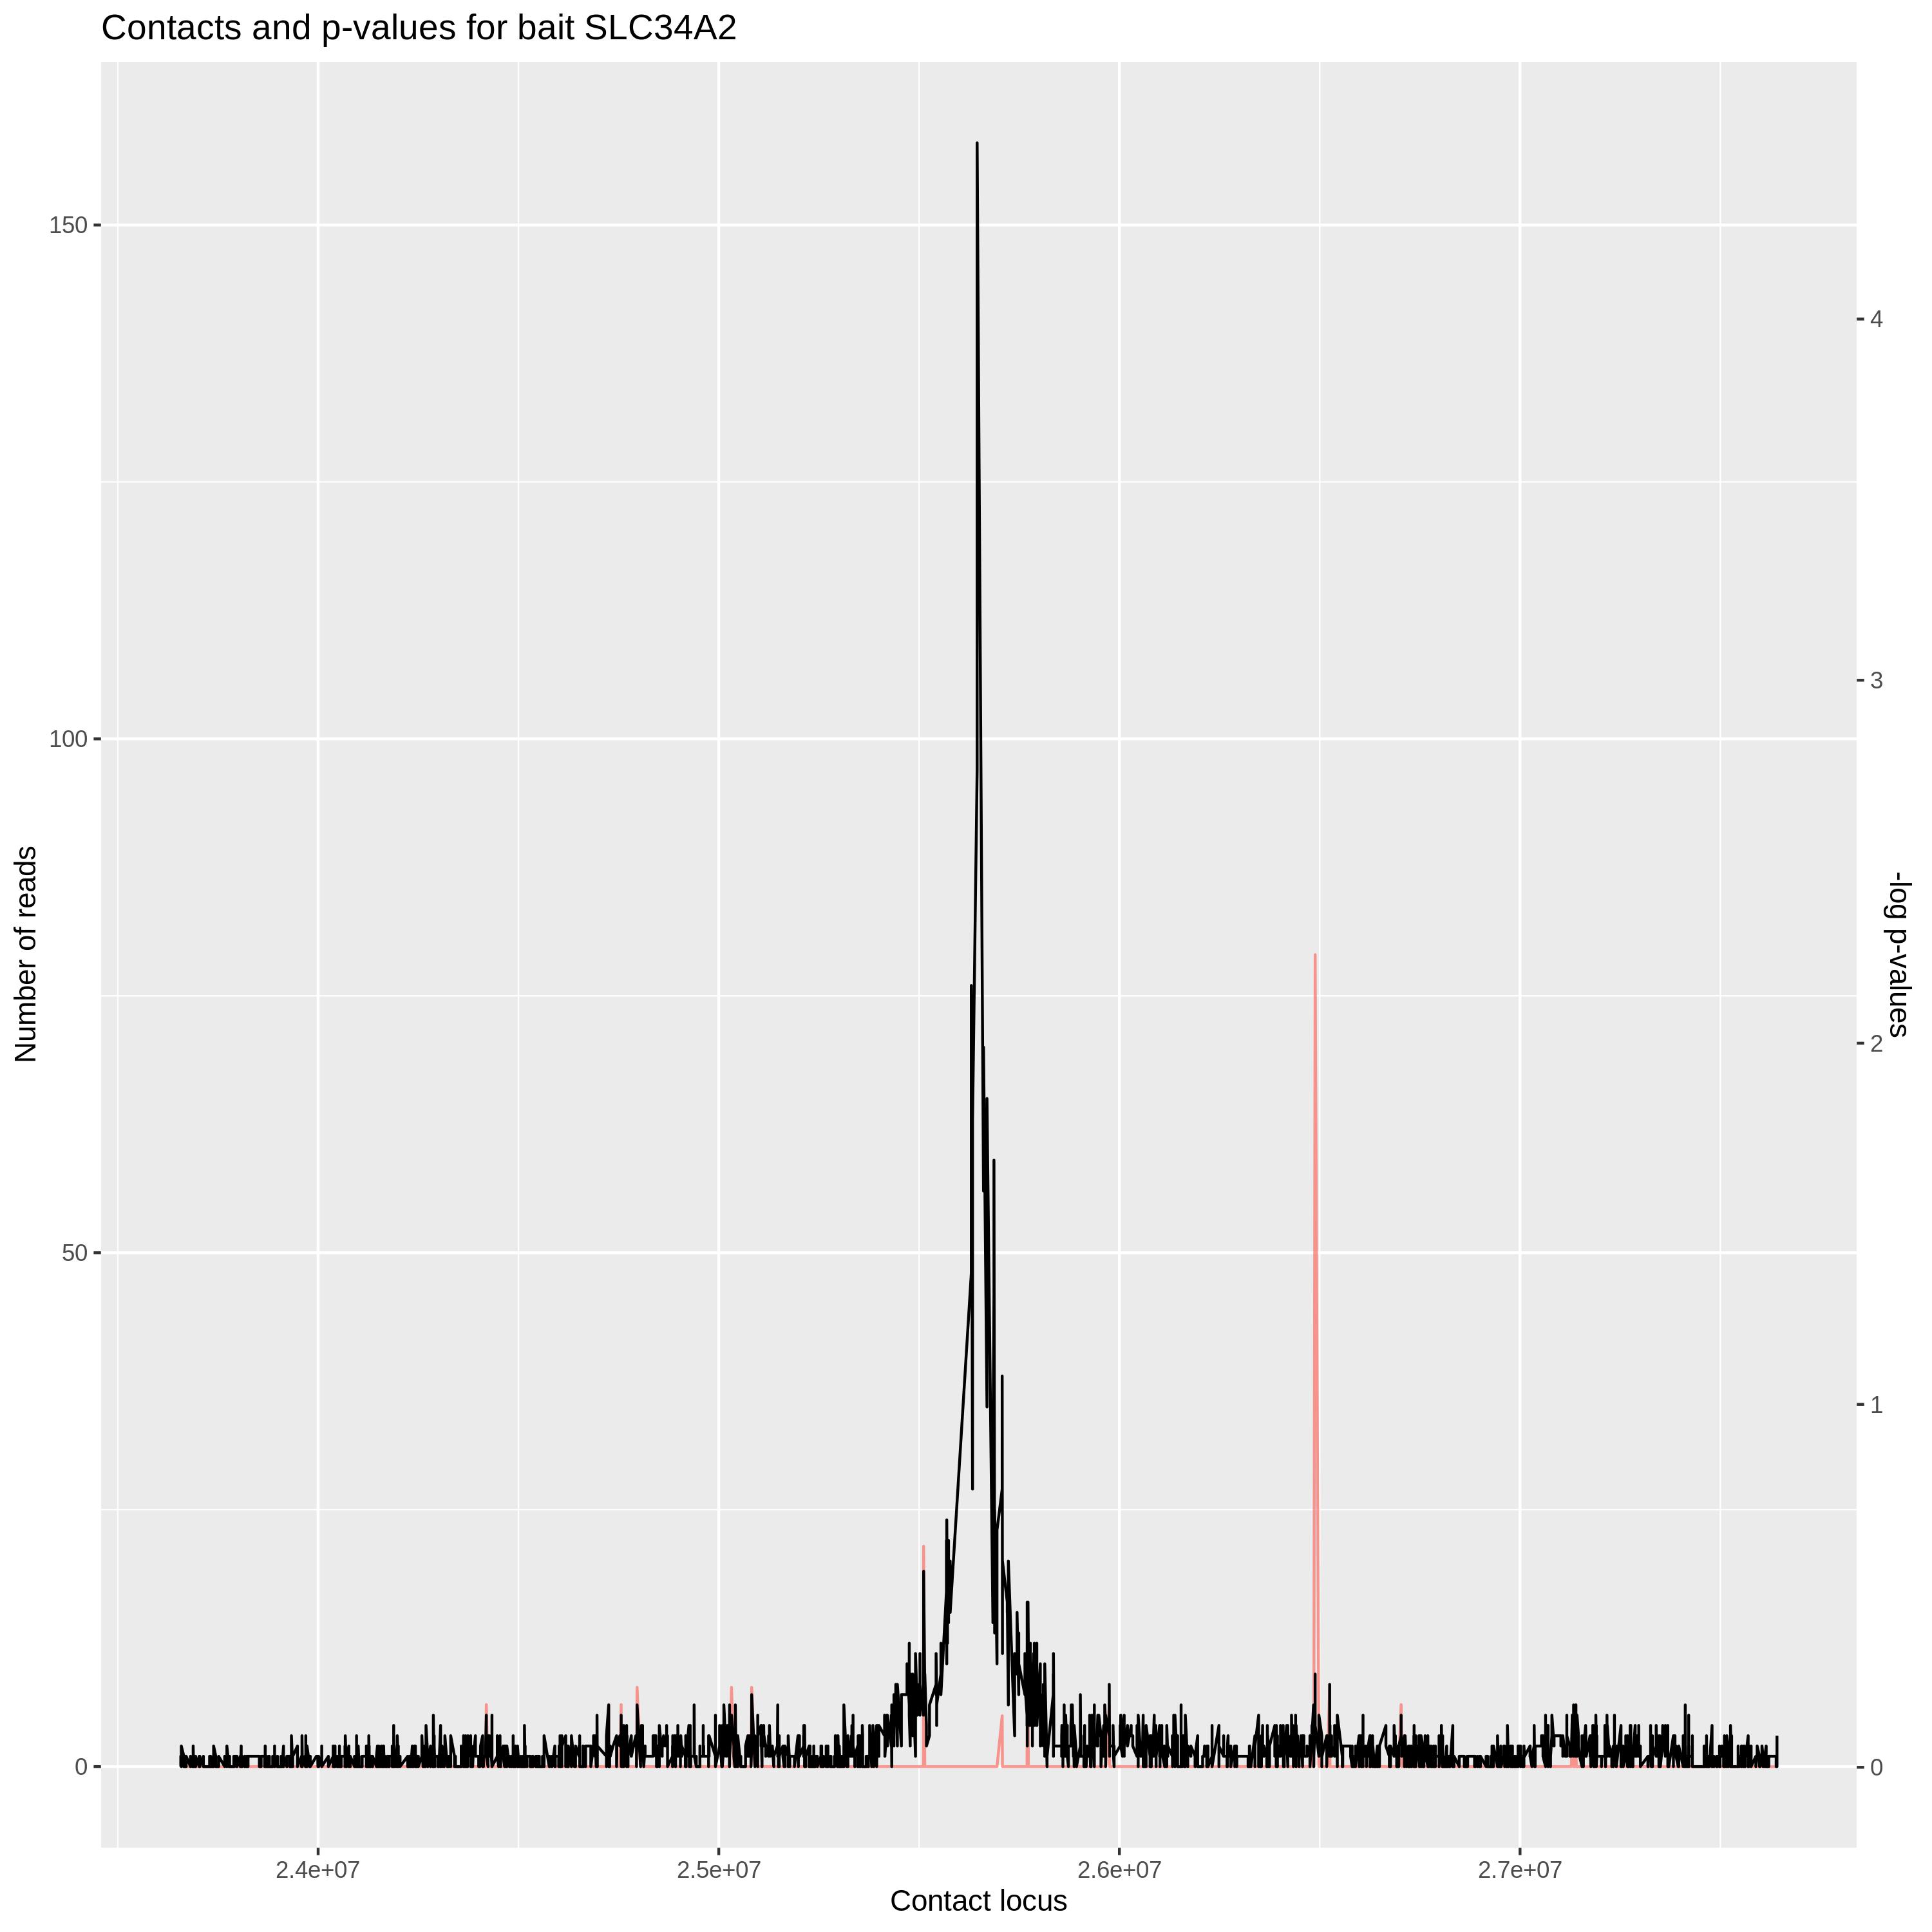 Contacts and p-values for bait SLC34A2
150
100
50
0
Number of reads
4
3
2
1
0
-log p-values
2.4e+07
2.5e+07
2.6e+07
2.7e+07
Contact locus